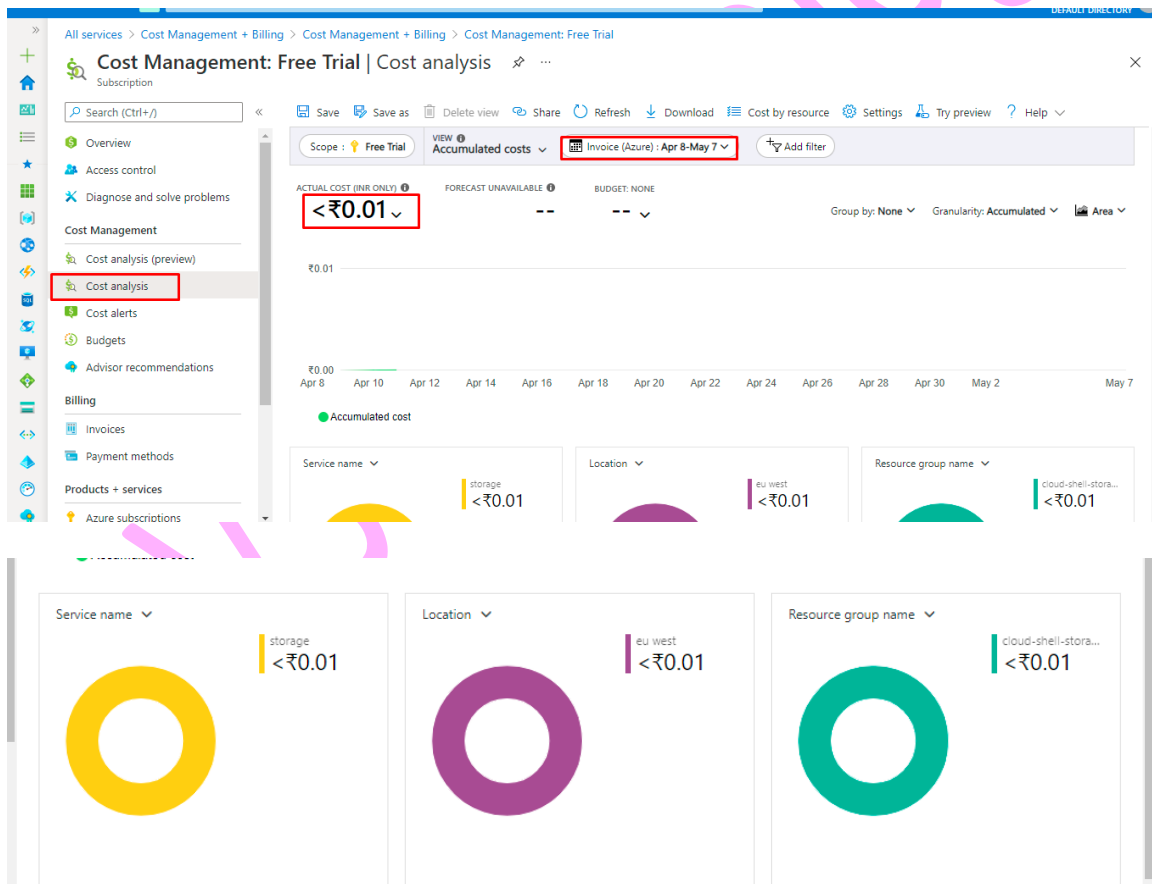 DEFAULT DIRECTORY
All services > Cost Management + Billing > Cost Management + Billing > Cost Management: Free Trial
Cost Management: Free Trial | Cost analysis
Subscription
Search (Ctrl+/)
Save Save as Delete view Share Refresh Download Cost by resource Settings Try preview ? Help
Overview
Access control
Diagnose and solve problems
Cost Management
Cost analysis (preview)
Cost analysis
Cost alerts
Budgets
Advisor recommendations
Billing
Invoices
Payment methods
Products + services
Azure subscriptions
Scope : Free Trial
VIEW
Accumulated costs
Invoice (Azure) : Apr 8-May 7
Add filter
ACTUAL COST (INR ONLY) FORECAST UNAVAILABLE BUDGET: NONE
<₹0.01 -- --
Group by: None Granularity: Accumulated Area
₹0.01
₹0.00
Apr 8 Apr 10 Apr 12 Apr 14 Apr 16 Apr 18 Apr 20 Apr 22 Apr 24 Apr 26 Apr 28 Apr 30 May 2 May 7
Accumulated cost
Service name
storage
<₹0.01
Location
eu west
<₹0.01
Resource group name
cloud-shell-stora...
<₹0.01
Service name
storage
<₹0.01
Location
eu west
<₹0.01
Resource group name
cloud-shell-stora...
<₹0.01